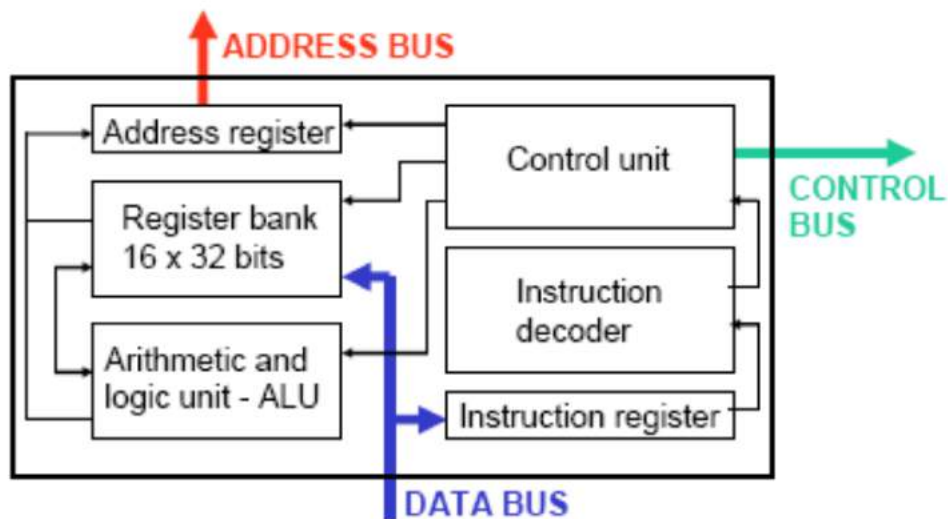 ADDRESS BUS
Address register
Control unit
CONTROL
BUS
Register bank
16 x 32 bits
Instruction
decoder
Arithmetic and
logic unit - ALU
Instruction register
DATA BUS